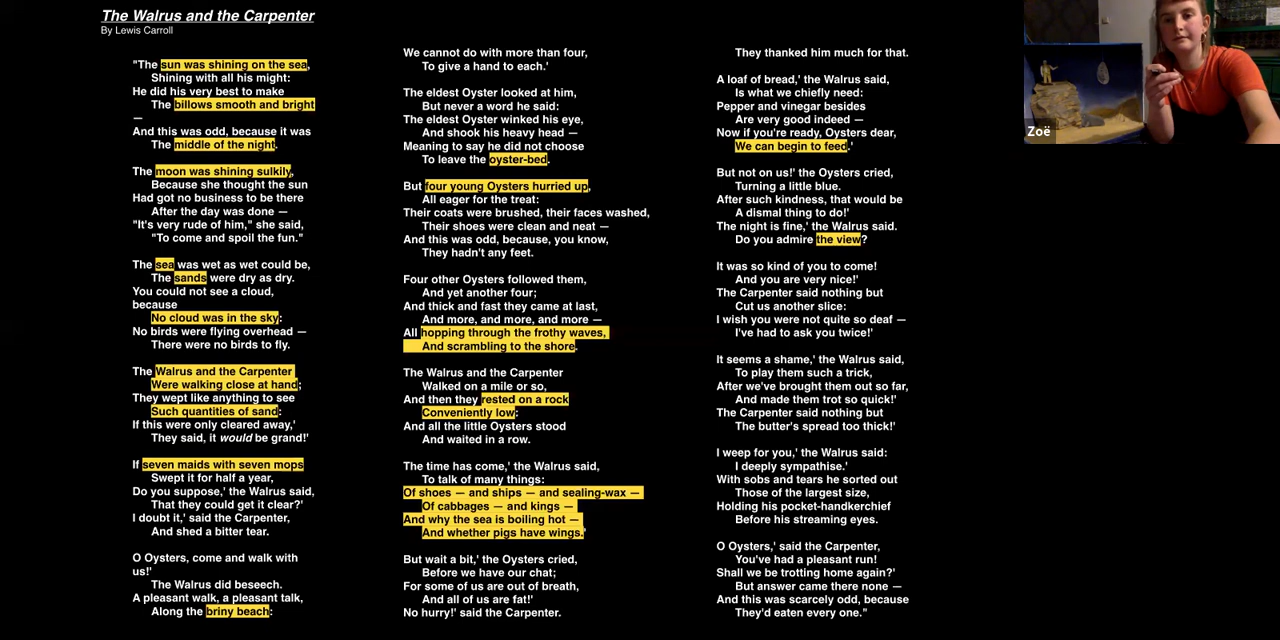 The Walrus and the Carpenter
By Lewis Carroll
"The sun was shining on the sea,
Shining with all his might:
He did his very best to make
The billows smooth and bright
—
And this was odd, because it was
The middle of the night.
The moon was shining sulkily,
Because she thought the sun
Had got no business to be there
After the day was done —
"It's very rude of him," she said,
"To come and spoil the fun."
The sea was wet as wet could be,
The sands were dry as dry.
You could not see a cloud,
because
No cloud was in the sky:
No birds were flying overhead —
There were no birds to fly.
The Walrus and the Carpenter
Were walking close at hand;
They wept like anything to see
Such quantities of sand:
If this were only cleared away,'
They said, it would be grand!'
If seven maids with seven mops
Swept it for half a year,
Do you suppose,' the Walrus said,
That they could get it clear?'
I doubt it,' said the Carpenter,
And shed a bitter tear.
O Oysters, come and walk with
us!'
The Walrus did beseech.
A pleasant walk, a pleasant talk,
Along the briny beach:
We cannot do with more than four,
To give a hand to each.'
The eldest Oyster looked at him,
But never a word he said:
The eldest Oyster winked his eye,
And shook his heavy head —
Meaning to say he did not choose
To leave the oyster-bed.
But four young Oysters hurried up,
All eager for the treat:
Their coats were brushed, their faces washed,
Their shoes were clean and neat —
And this was odd, because, you know,
They hadn't any feet.
Four other Oysters followed them,
And yet another four;
And thick and fast they came at last,
And more, and more, and more —
All hopping through the frothy waves,
And scrambling to the shore.
The Walrus and the Carpenter
Walked on a mile or so,
And then they rested on a rock
Conveniently low:
And all the little Oysters stood
And waited in a row.
The time has come,' the Walrus said,
To talk of many things:
Of shoes — and ships — and sealing-wax —
Of cabbages — and kings —
And why the sea is boiling hot —
And whether pigs have wings.'
But wait a bit,' the Oysters cried,
Before we have our chat;
For some of us are out of breath,
And all of us are fat!'
No hurry!' said the Carpenter.
They thanked him much for that.
A loaf of bread,' the Walrus said,
Is what we chiefly need:
Pepper and vinegar besides
Are very good indeed —
Now if you're ready, Oysters dear,
We can begin to feed.'
But not on us!' the Oysters cried,
Turning a little blue.
After such kindness, that would be
A dismal thing to do!'
The night is fine,' the Walrus said.
Do you admire the view?
It was so kind of you to come!
And you are very nice!'
The Carpenter said nothing but
Cut us another slice:
I wish you were not quite so deaf —
I've had to ask you twice!'
It seems a shame,' the Walrus said,
To play them such a trick,
After we've brought them out so far,
And made them trot so quick!'
The Carpenter said nothing but
The butter's spread too thick!'
I weep for you,' the Walrus said:
I deeply sympathise.'
With sobs and tears he sorted out
Those of the largest size,
Holding his pocket-handkerchief
Before his streaming eyes.
O Oysters,' said the Carpenter,
You've had a pleasant run!
Shall we be trotting home again?'
But answer came there none —
And this was scarcely odd, because
They'd eaten every one."
Zoë